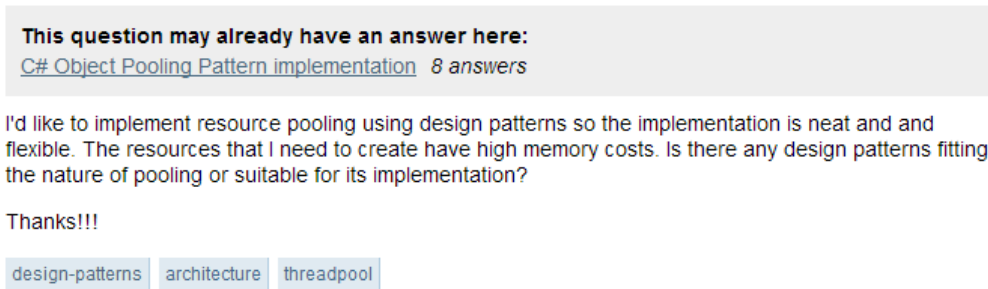 This question may already have an answer here:
C# Object Pooling Pattern implementation 8 answers
I'd like to implement resource pooling using design patterns so the implementation is neat and and
flexible. The resources that I need to create have high memory costs. Is there any design patterns fitting
the nature of pooling or suitable for its implementation?
Thanks!!!
design-patterns architecture threadpool